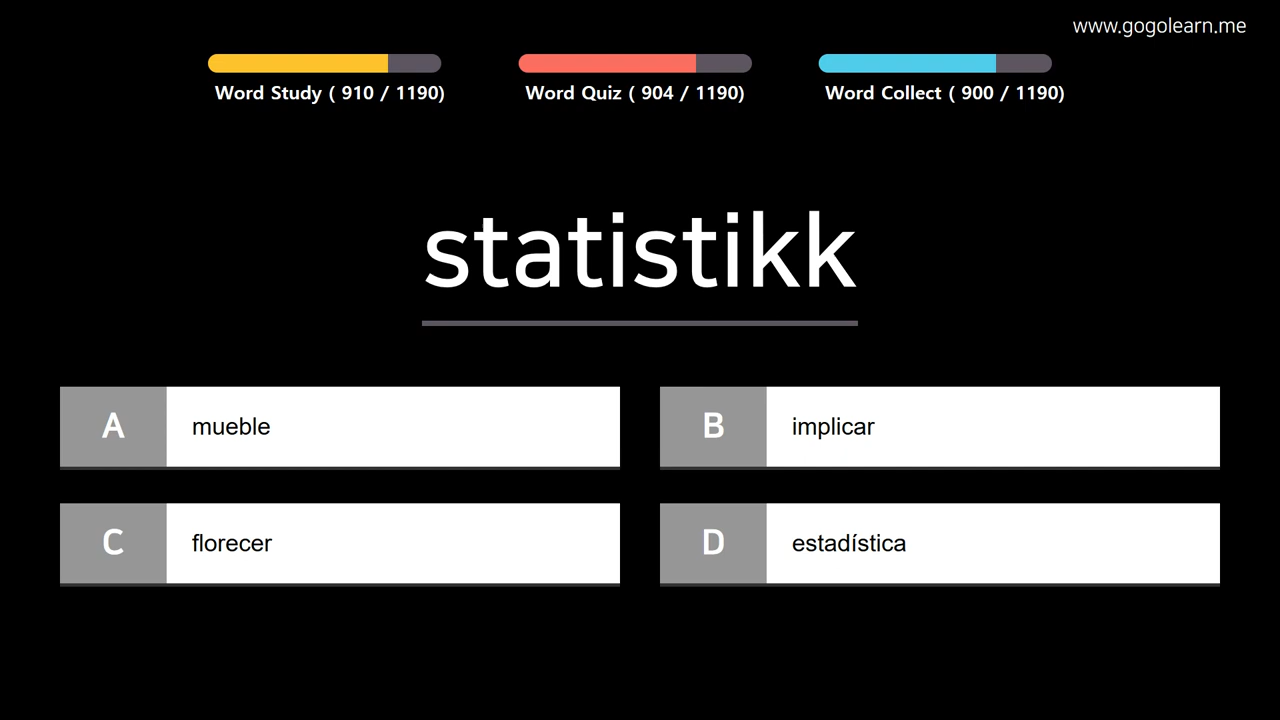 www.gogolearn.me
Word Study ( 910 / 1190)
Word Quiz ( 904 / 1190)
Word Collect ( 900 / 1190)
statistikk
A mueble
B implicar
C florecer
D estadística